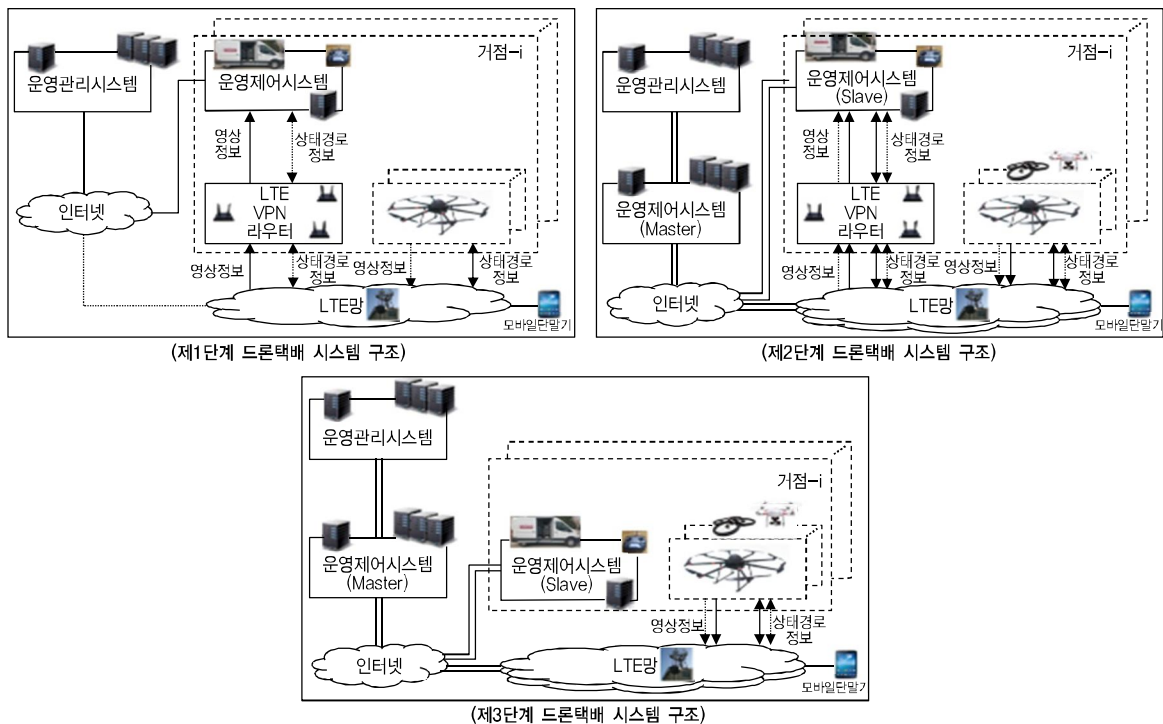 거점-i
운영관리시스템
운영제어시스템
영상
정보
상태경로
정보
LTE
VPN
라우터
인터넷
영상정보
상태경로
정보
영상정보
상태경로
정보
LTE망
모바일단말기
(제1단계 드론택배 시스템 구조)
거점-i
운영관리시스템
운영제어시스템
(Slave)
영상
정보
상태경로
정보
운영제어시스템
(Master)
LTE
VPN
라우터
영상정보
상태경로
정보
영상정보
상태경로
정보
인터넷
LTE망
모바일단말기
(제2단계 드론택배 시스템 구조)
운영관리시스템
거점-i
운영제어시스템
(Master)
운영제어시스템
(Slave)
영상정보
상태경로
정보
인터넷
LTE망
모바일단말기
(제3단계 드론택배 시스템 구조)